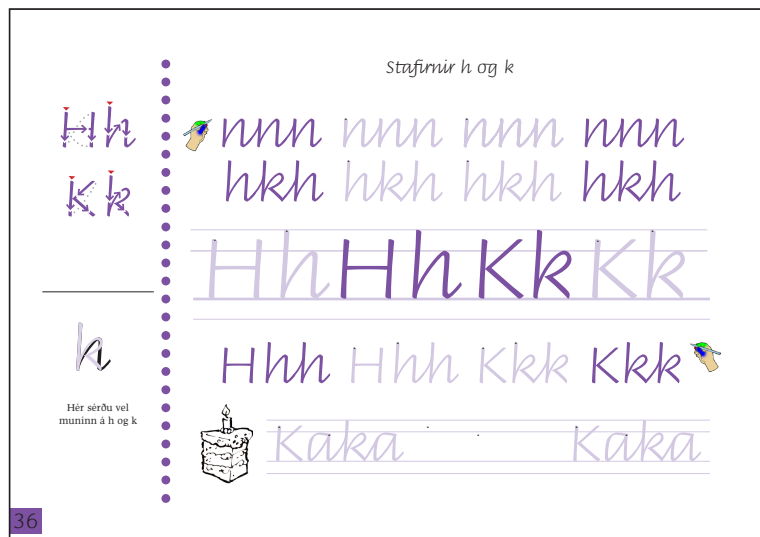 Stafirnir h og k
H h
K k
nnn nnn nnn nnn
hkh hkh hkh hkh
Hh Hh Kk Kk
Hhh Hhh Kkk Kkk
Hér sérðu vel
muninn á h og k
Kaka Kaka
36